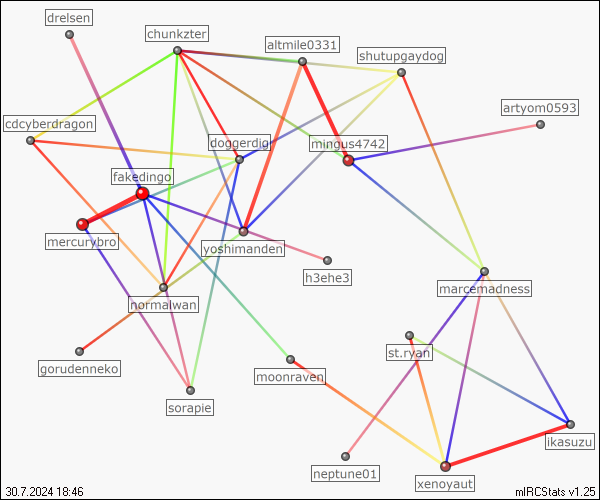 drelsen
chunkzter
altmile0331
shutupgaydog
artyom0593
cdcyberdragon
doggerdig
mingus4742
fakedingo
mercurybro
yoshimanden
h3ehe3
marcemadness
normalwan
st.ryan
gorudenneko
moonraven
sorapie
ikasuzu
neptune01
xenoyaut
30.7.2024 18:46
mIRCStats v1.25